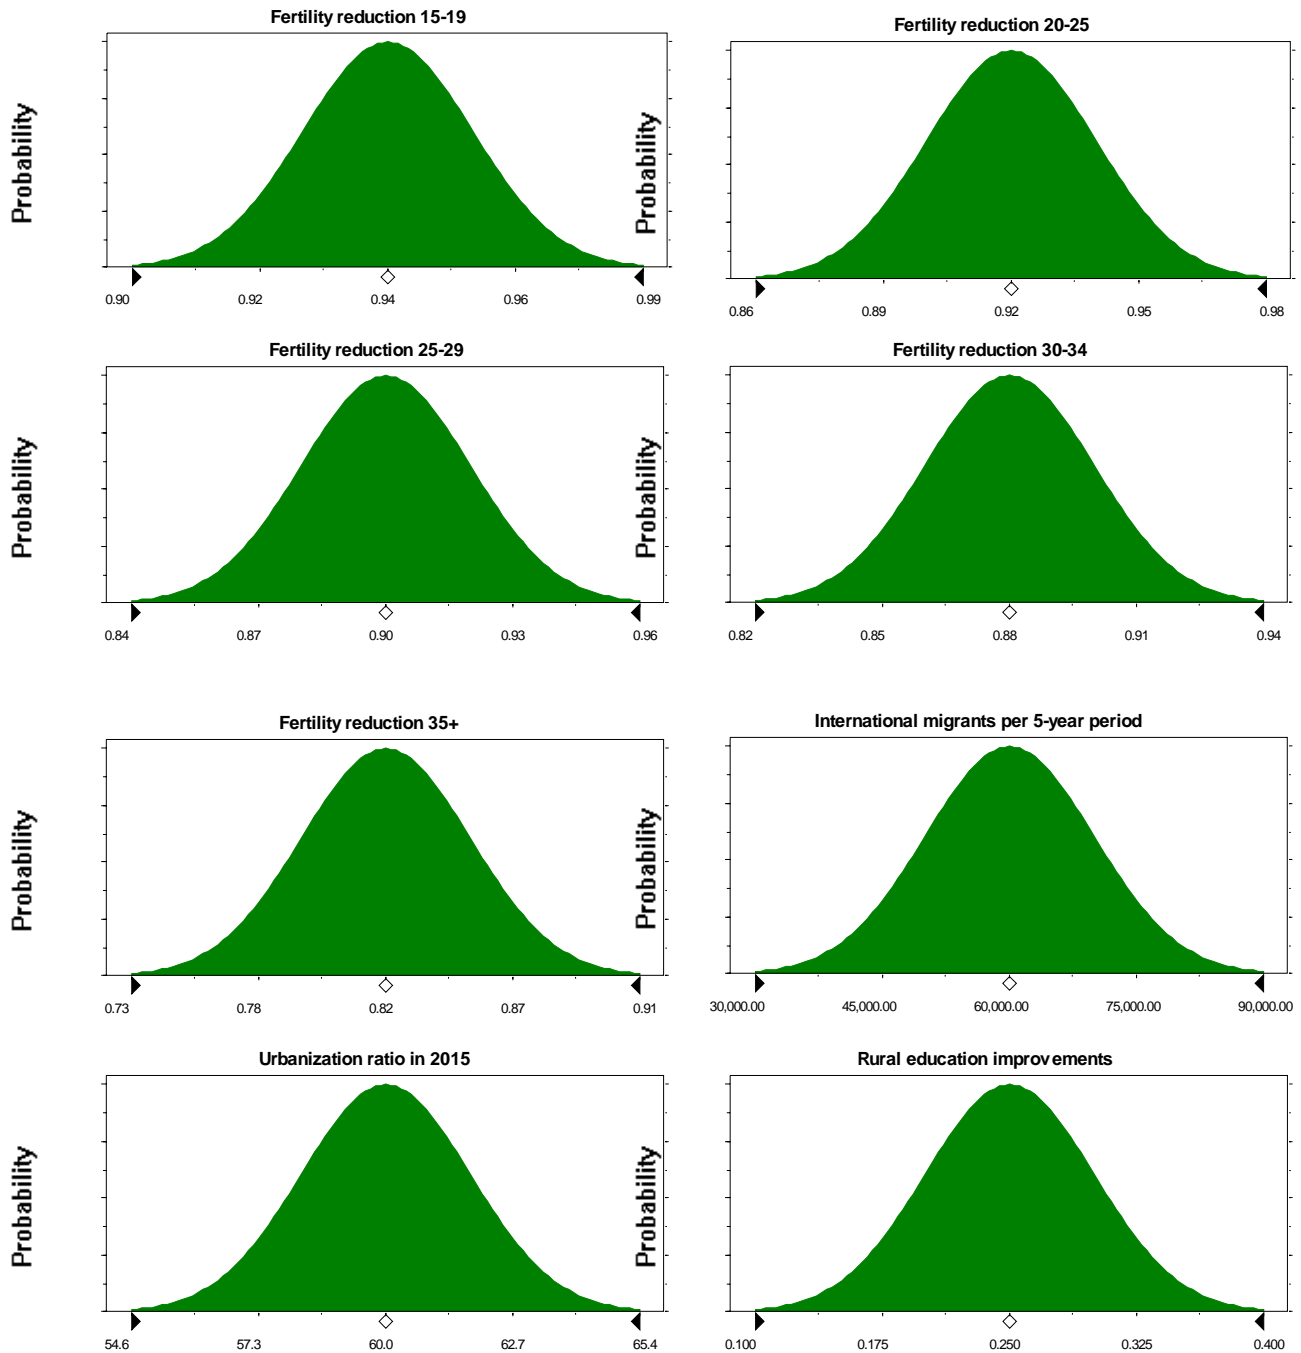 Fertility reduction 15-19
Probability
0.90 0.92 0.94 0.96 0.99
Fertility reduction 20-25
Probability
0.86 0.89 0.92 0.95 0.98
Fertility reduction 25-29
Probability
0.84 0.87 0.90 0.93 0.96
Fertility reduction 30-34
Probability
0.82 0.85 0.88 0.91 0.94
Fertility reduction 35+
Probability
0.73 0.78 0.82 0.87 0.91
International migrants per 5-year period
Probability
30,000.00 45,000.00 60,000.00 75,000.00 90,000.00
Urbanization ratio in 2015
Probability
54.6 57.3 60.0 62.7 65.4
Rural education improvements
Probability
0.100 0.175 0.250 0.325 0.400